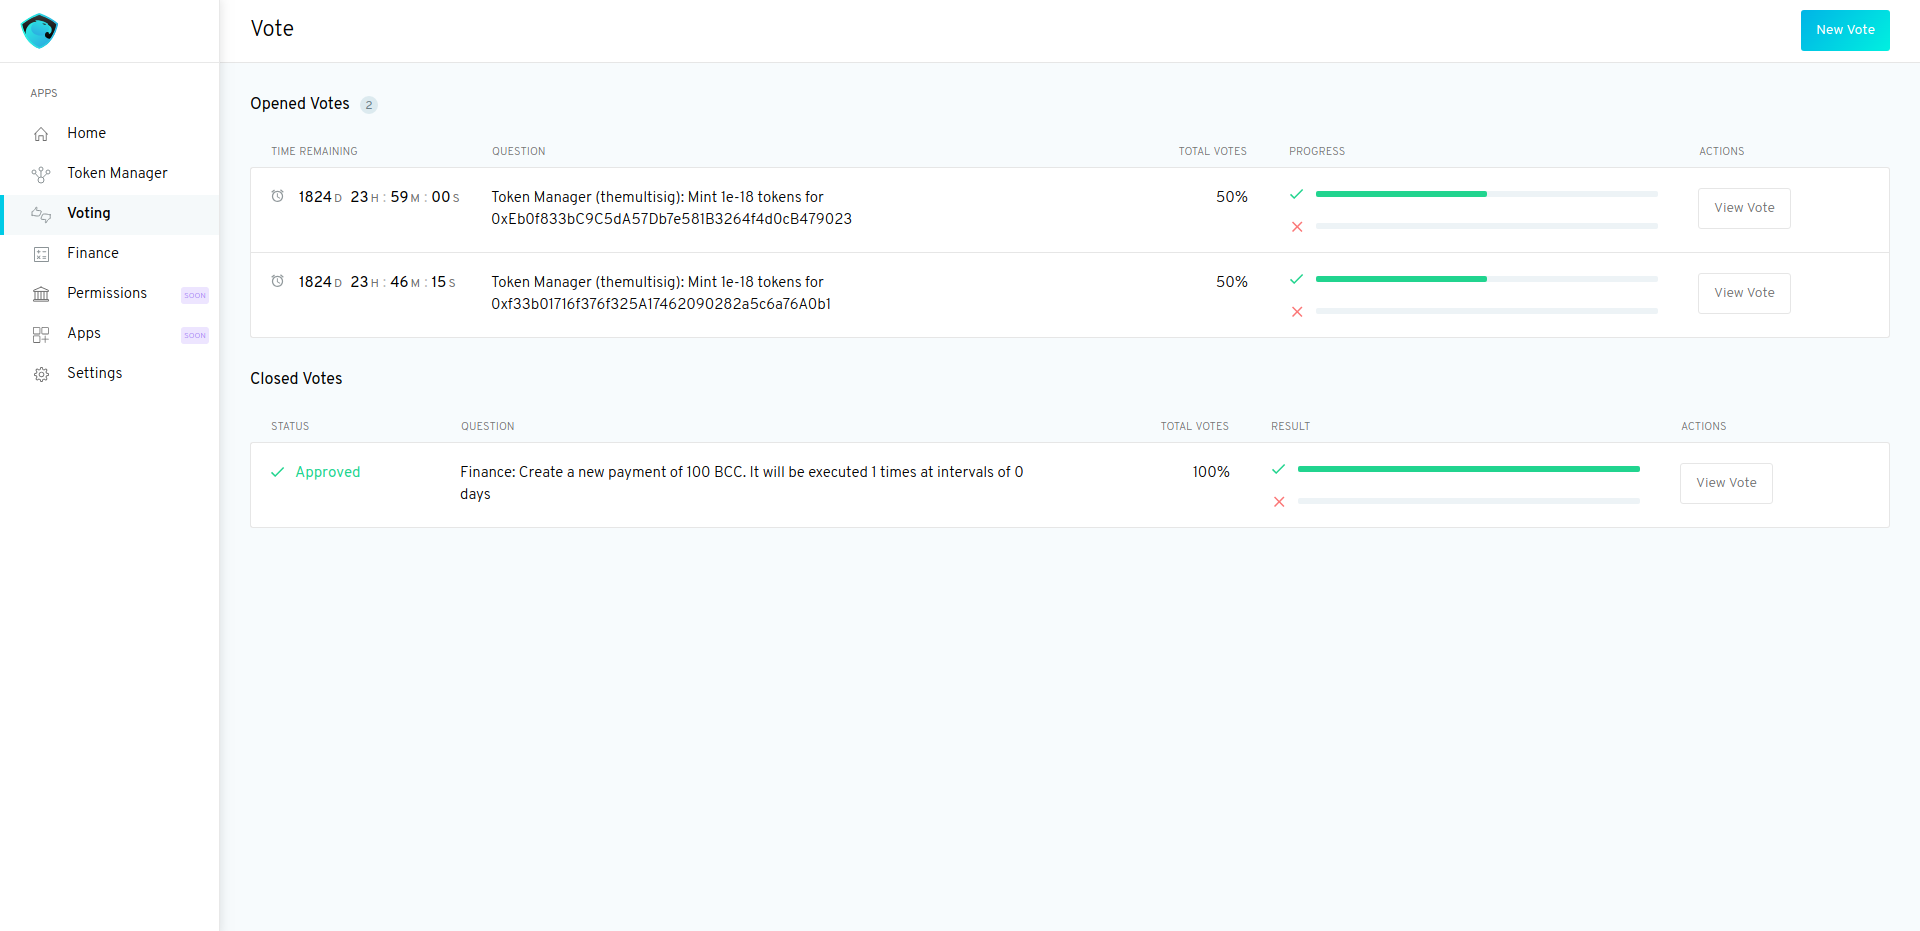 Vote
New Vote
APPS
Home
Token Manager
Voting
Finance
Permissions SOON
Apps SOON
Settings
Opened Votes 2
TIME REMAINING QUESTION TOTAL VOTES PROGRESS ACTIONS
1824 D 23 H : 59 M : 00 S Token Manager (themultisig): Mint 1e-18 tokens for 50% View Vote
0xEb0f833bC9C5dA57Db7e581B3264f4d0cB479023
1824 D 23 H : 46 M : 15 S Token Manager (themultisig): Mint 1e-18 tokens for 50% View Vote
0xf33b01716f376f325A17462090282a5c6a76A0b1
Closed Votes
STATUS QUESTION TOTAL VOTES RESULT ACTIONS
Approved Finance: Create a new payment of 100 BCC. It will be executed 1 times at intervals of 0 100% View Vote
days